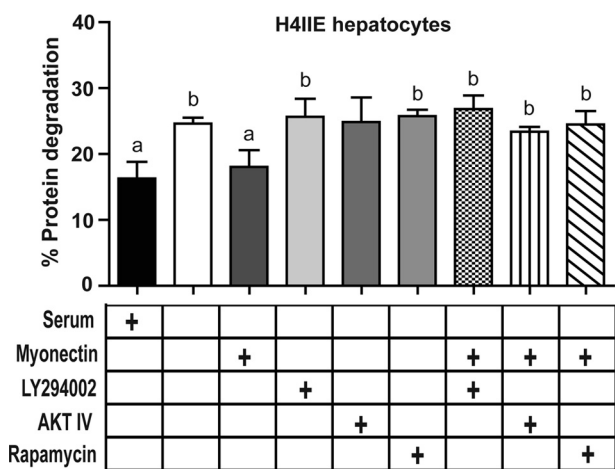 H4IIE hepatocytes
% Protein degradation
40
30
20
10
0
a
b
a
b
b
b
b
b
Serum +
Myonectin + + + +
LY294002 + +
AKT IV + +
Rapamycin + +